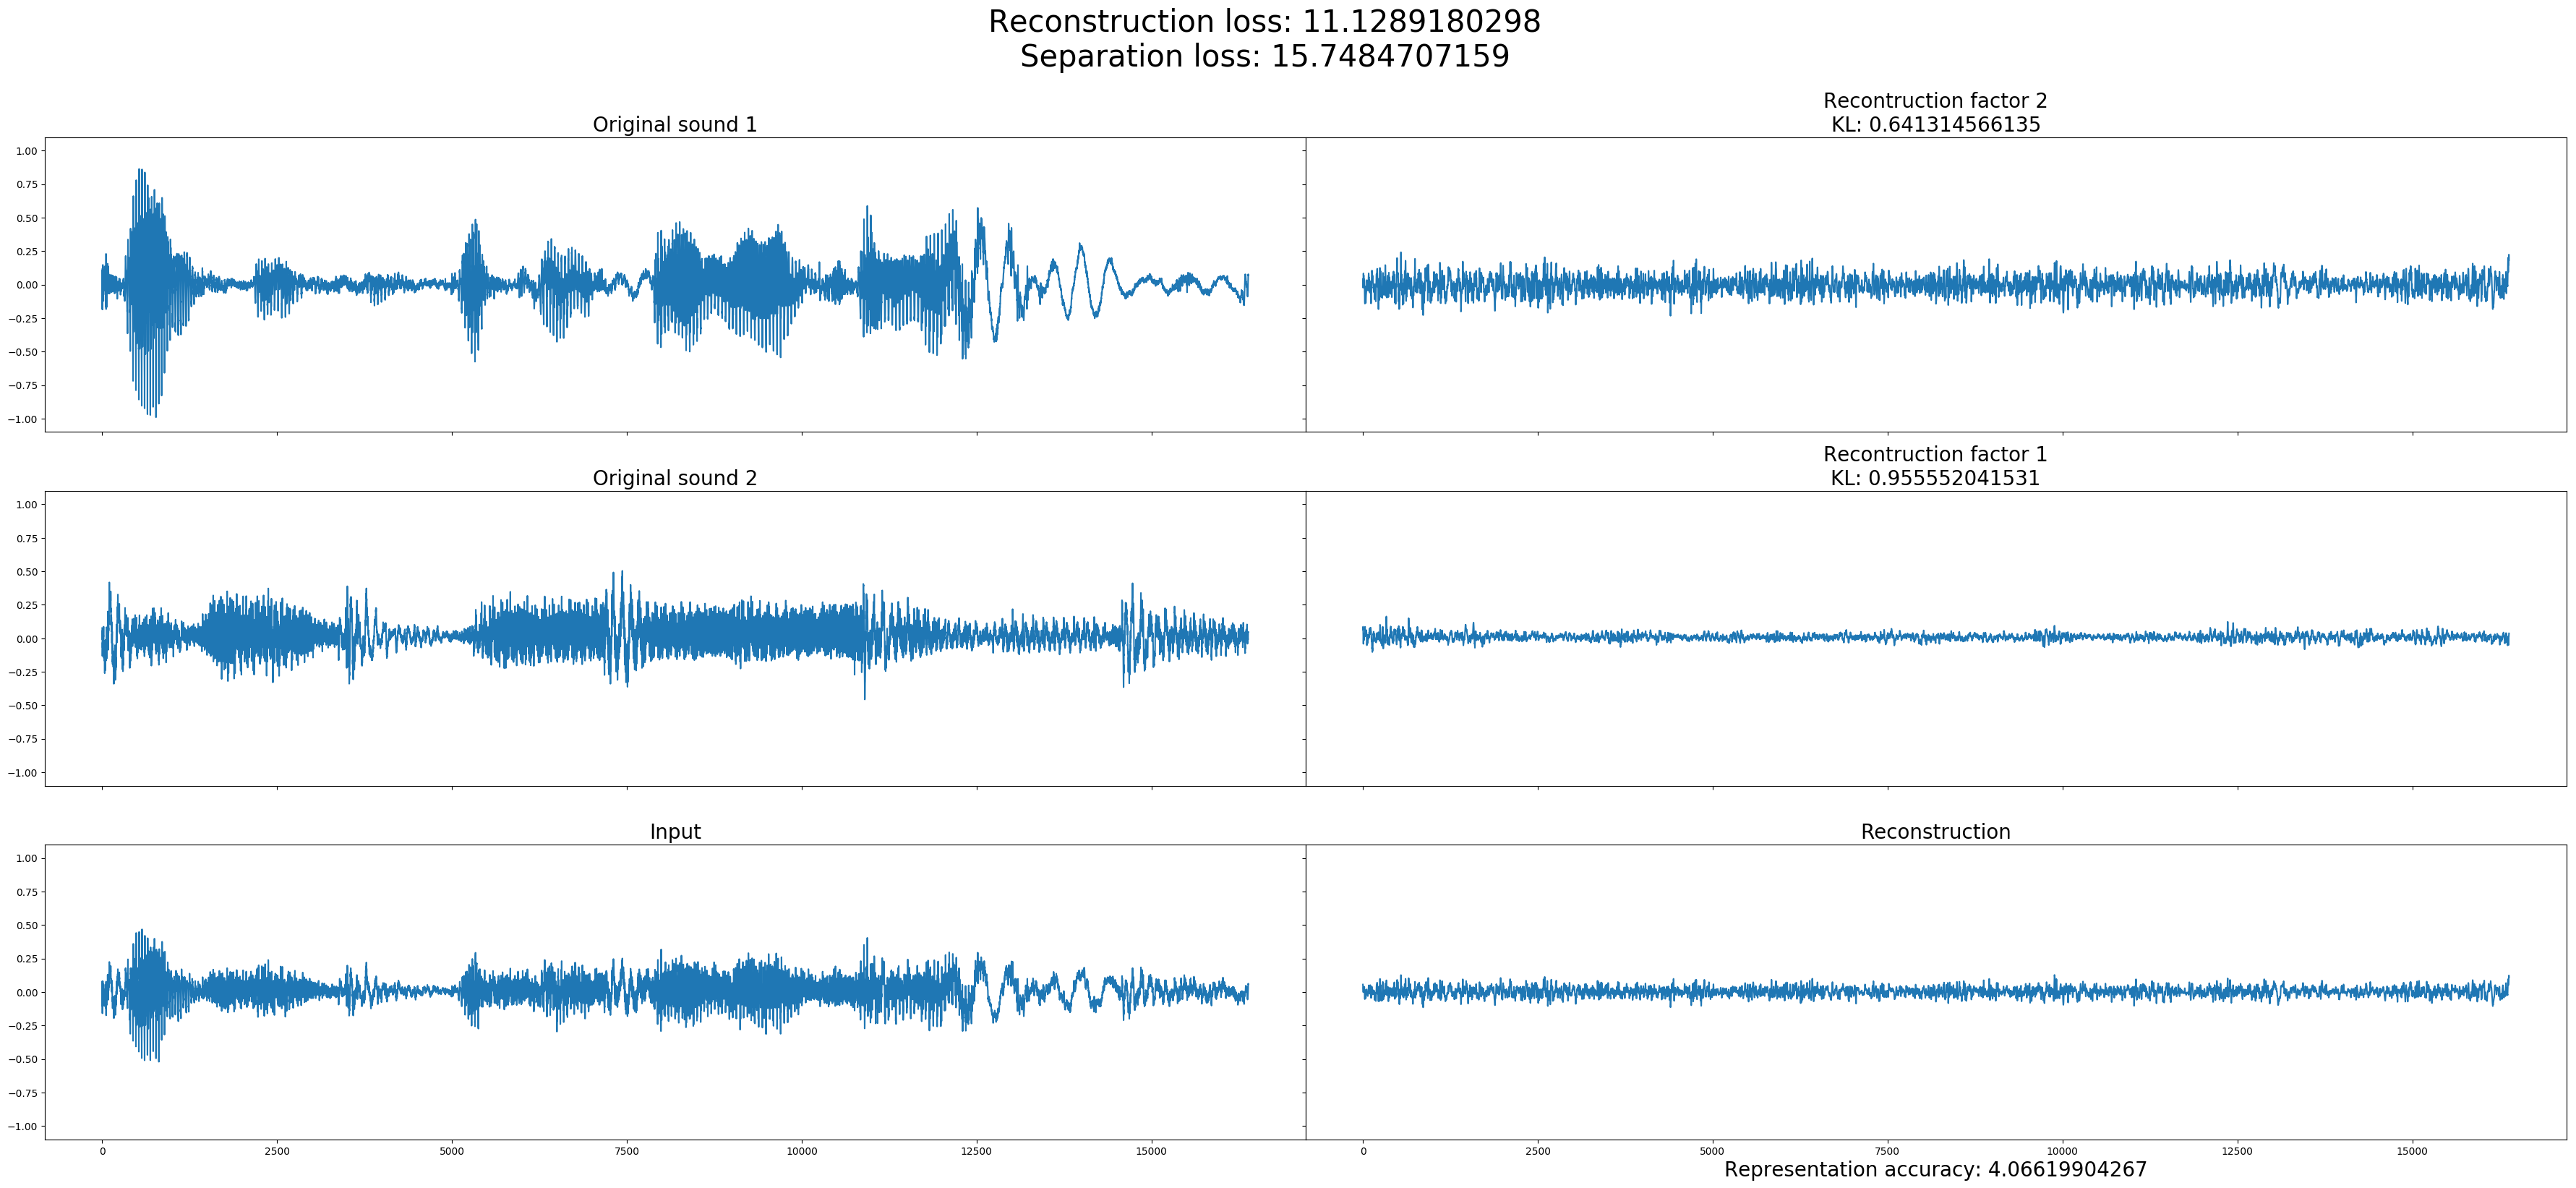 Reconstruction loss: 11.1289180298
Separation loss: 15.7484707159
Original sound 1
Recontruction factor 2
KL: 0.641314566135
1.00
0.75
0.50
0.25
0.00
−0.25
−0.50
−0.75
−1.00
Original sound 2
Recontruction factor 1
KL: 0.955552041531
1.00
0.75
0.50
0.25
0.00
−0.25
−0.50
−0.75
−1.00
Input
Reconstruction
1.00
0.75
0.50
0.25
0.00
−0.25
−0.50
−0.75
−1.00
0 2500 5000 7500 10000 12500 15000
0 2500 5000 7500 10000 12500 15000
Representation accuracy: 4.06619904267